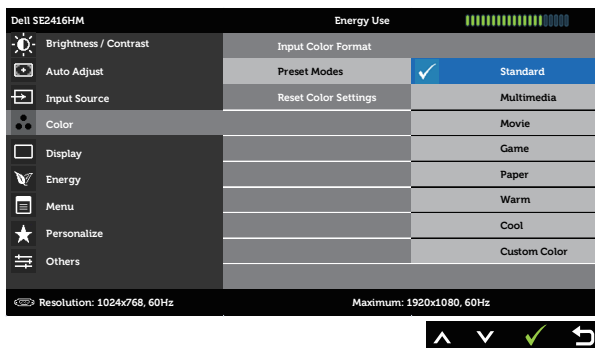 Dell SE2416HM Energy Use
Brightness / Contrast Input Color Format
Auto Adjust Preset Modes Standard
Input Source Reset Color Settings Multimedia
Color Movie
Display Game
Energy Paper
Menu Warm
Personalize Cool
Others Custom Color
Resolution: 1024x768, 60Hz Maximum: 1920x1080, 60Hz